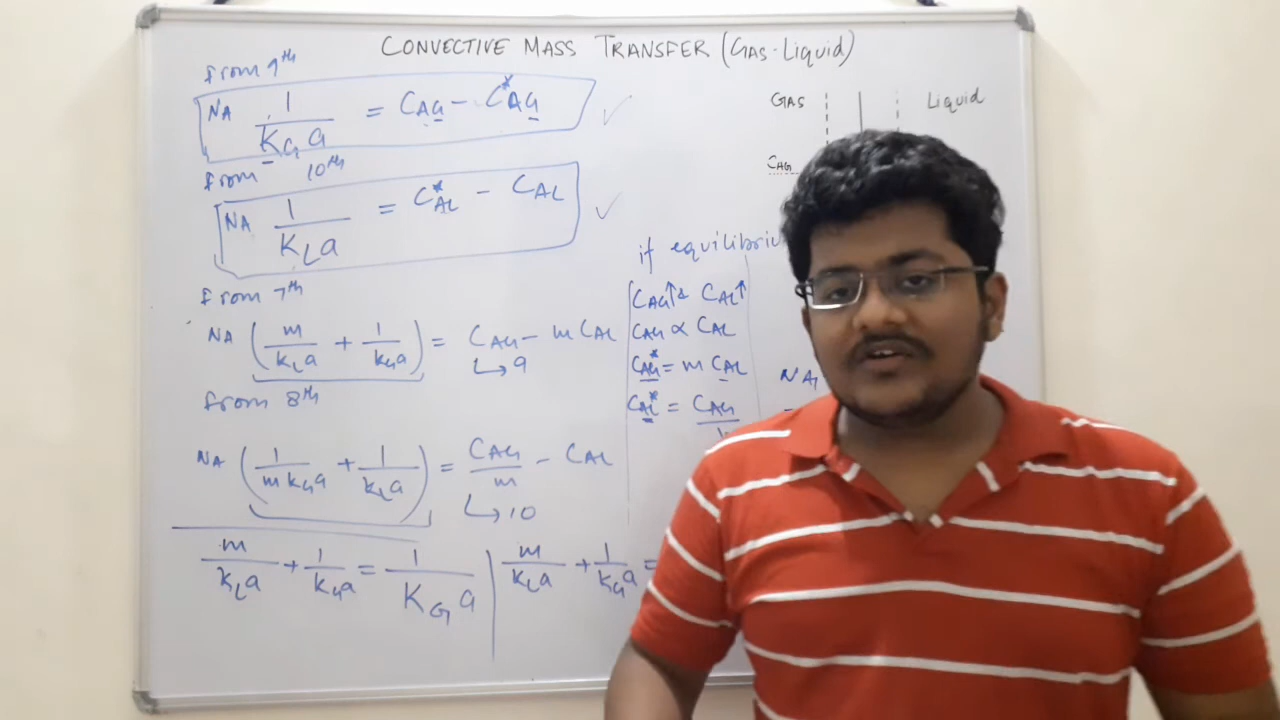 CONVECTIVE MASS TRANSFER (GAS-LIQUID)
from 9th
NA 1/KGa = CAG - C*AG
from 10th
NA 1/KLa = C*AL - CAL
from 7th
NA (m/kLa + 1/kGa) = CAG - m CAL
↳ 9
from 8th
NA (1/mkGa + 1/kLa) = CAG/m - CAL
↳ 10
m/kLa + 1/kGa = 1/KGa
m/kLa + 1/kGa =
GAS
Liquid
CAG
if
CAG↑ & CAL↑
CAG ∝ CAL
C*AG = m CAL
C*AL = CAG
NA